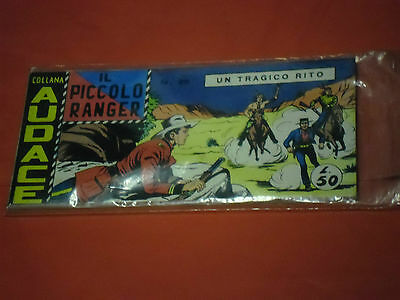 COLLANA
AUDACE
IL
PICCOLO
RANGER
UN TRAGICO RITO
L.
50